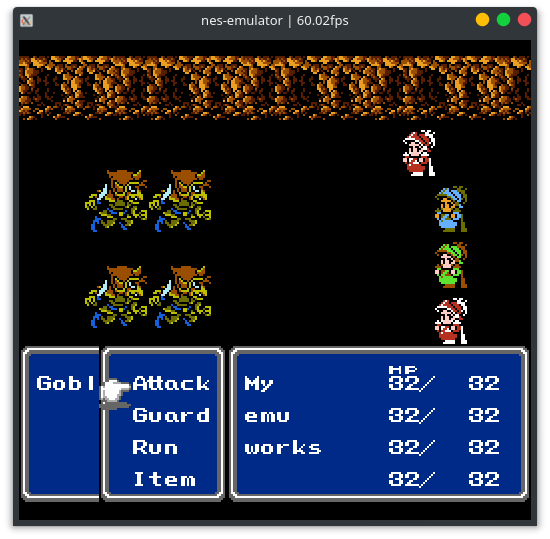 nes-emulator | 60.02fps
Gobl
Attack
Guard
Run
Item
HP
My 32/ 32
emu 32/ 32
works 32/ 32
32/ 32